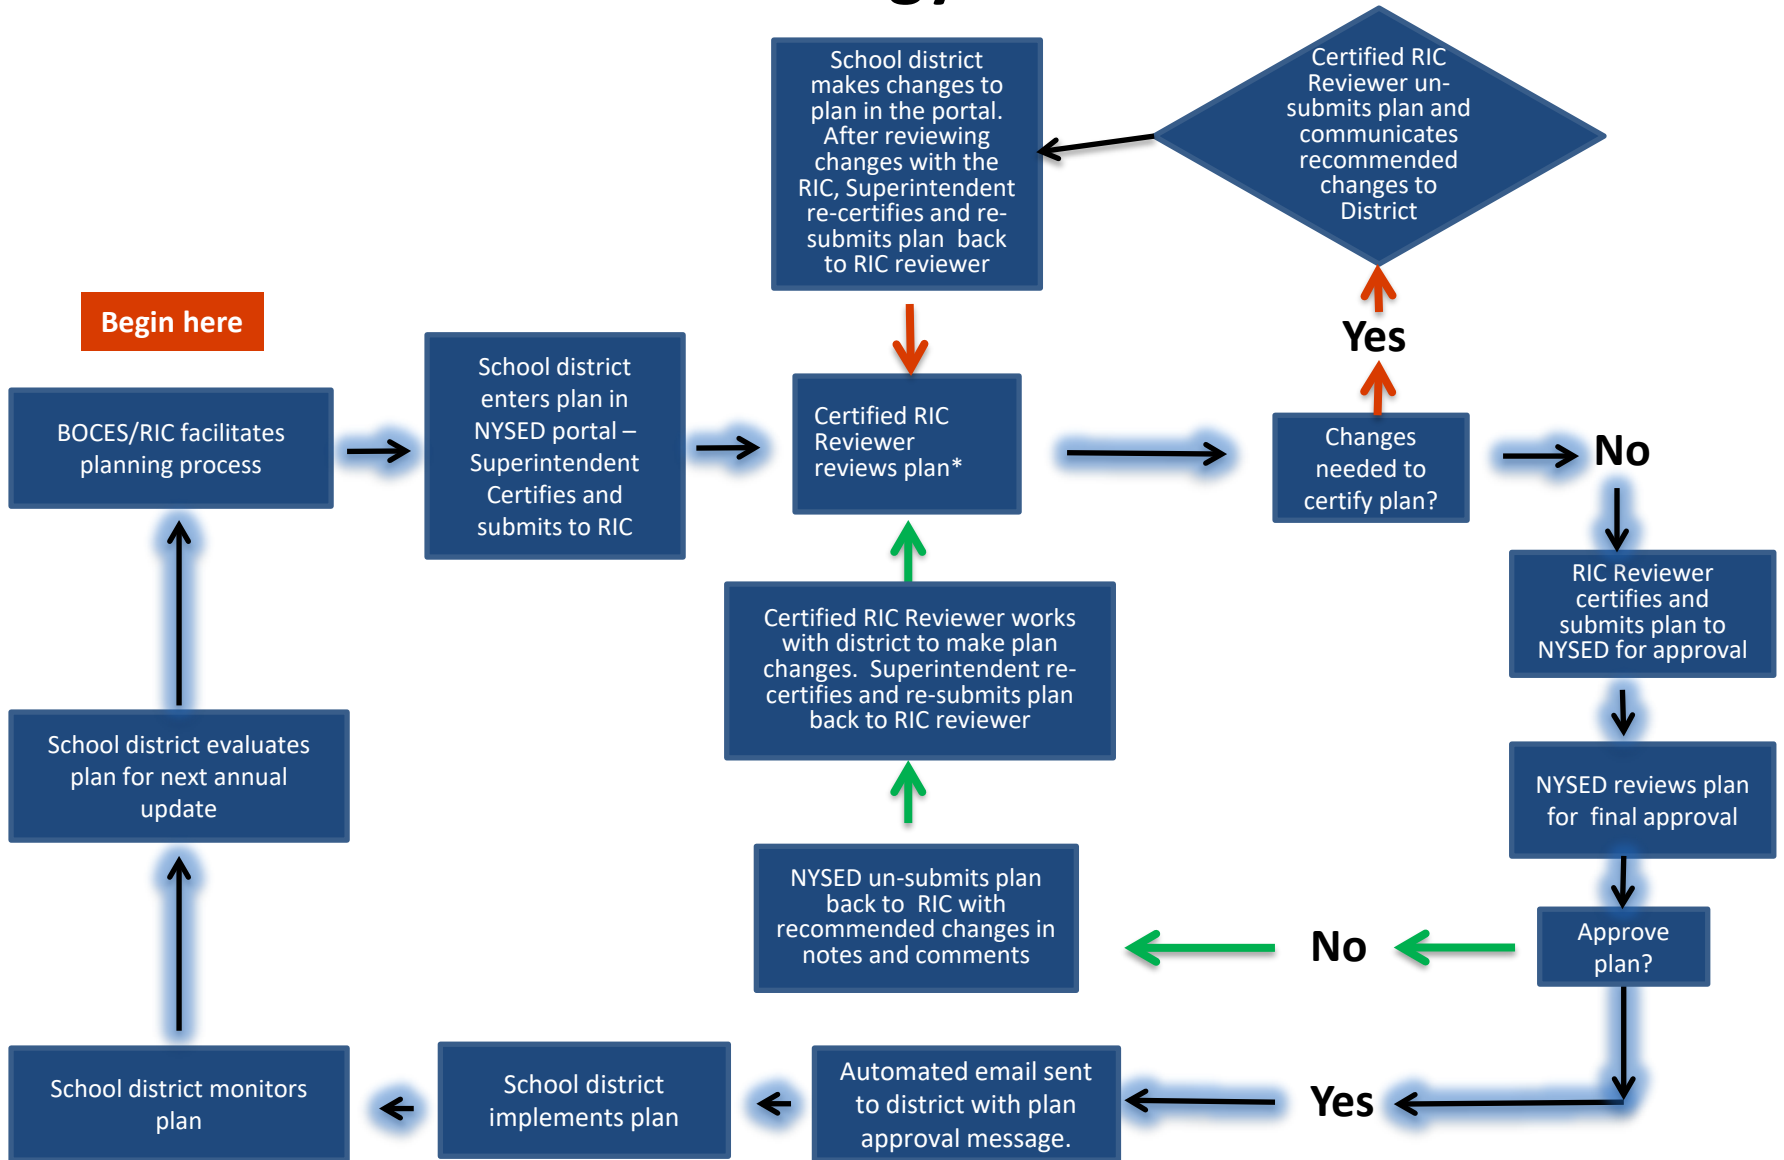 School district
makes changes to
plan in the portal.
After reviewing
changes with the
RIC, Superintendent
re-certifies and re-
submits plan  back
to RIC reviewer
Certified RIC
Reviewer un-
submits plan and
communicates
recommended
changes to
District
Begin here
Yes
BOCES/RIC facilitates
planning process
School district
enters plan in
NYSED portal –
Superintendent
Certifies and
submits to RIC
Certified RIC
Reviewer
reviews plan*
Changes
needed to
certify plan?
No
RIC Reviewer
certifies and
submits plan to
NYSED for approval
Certified RIC Reviewer works
with district to make plan
changes.  Superintendent re-
certifies and re-submits plan
back to RIC reviewer
School district evaluates
plan for next annual
update
NYSED reviews plan
for  final approval
NYSED un-submits plan
back to  RIC with
recommended changes in
notes and comments
No
Approve
plan?
School district monitors
plan
School district
implements plan
Automated email sent
to district with plan
approval message.
Yes